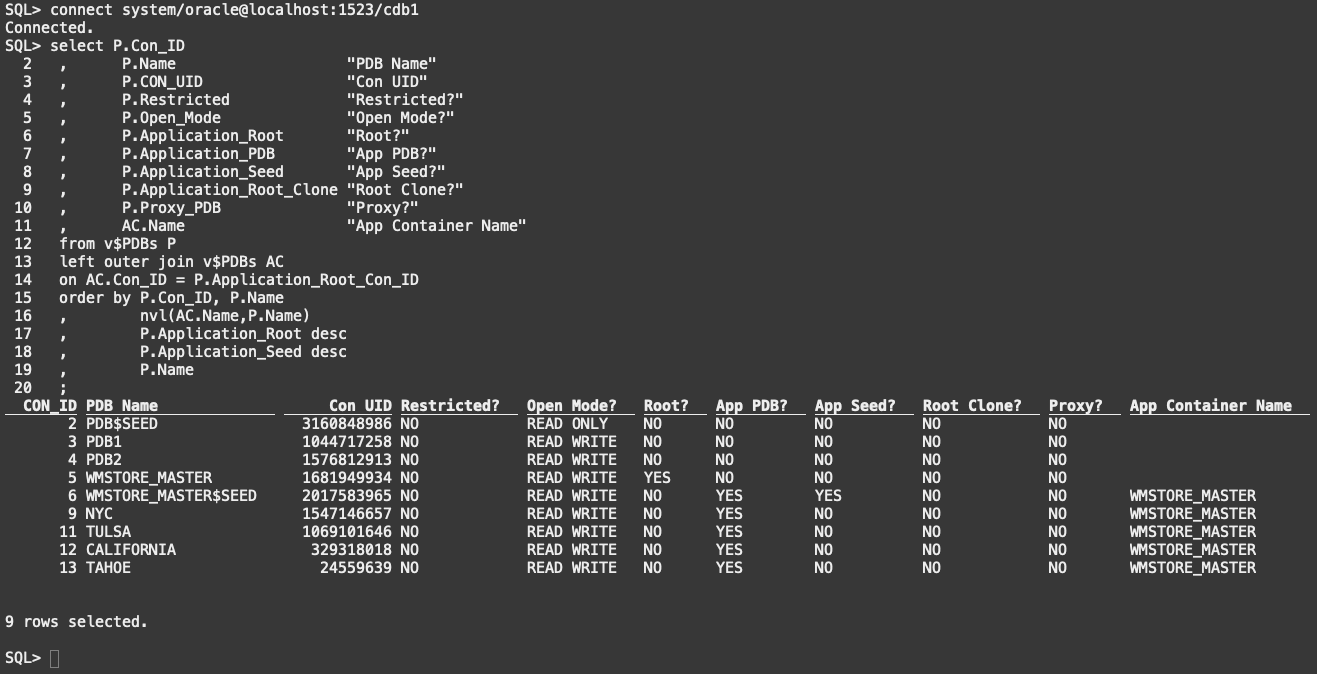 SQL> connect system/oracle@localhost:1523/cdb1
Connected.
SQL> select P.Con_ID
  2   ,      P.Name                   "PDB Name"
  3   ,      P.CON_UID                "Con UID"
  4   ,      P.Restricted             "Restricted?"
  5   ,      P.Open_Mode              "Open Mode?"
  6   ,      P.Application_Root       "Root?"
  7   ,      P.Application_PDB        "App PDB?"
  8   ,      P.Application_Seed       "App Seed?"
  9   ,      P.Application_Root_Clone "Root Clone?"
 10   ,      P.Proxy_PDB              "Proxy?"
 11   ,      AC.Name                  "App Container Name"
 12   from v$PDBs P
 13   left outer join v$PDBs AC
 14   on AC.Con_ID = P.Application_Root_Con_ID
 15   order by P.Con_ID, P.Name
 16   ,        nvl(AC.Name,P.Name)
 17   ,        P.Application_Root desc
 18   ,        P.Application_Seed desc
 19   ,        P.Name
 20   ;
CON_ID PDB Name Con UID Restricted? Open Mode? Root? App PDB? App Seed? Root Clone? Proxy? App Container Name
2 PDB$SEED 3160848986 NO READ ONLY NO NO NO NO NO
3 PDB1 1044717258 NO READ WRITE NO NO NO NO NO
4 PDB2 1576812913 NO READ WRITE NO NO NO NO NO
5 WMSTORE_MASTER 1681949934 NO READ WRITE YES NO NO NO NO
6 WMSTORE_MASTER$SEED 2017583965 NO READ WRITE NO YES YES NO NO WMSTORE_MASTER
9 NYC 1547146657 NO READ WRITE NO YES NO NO NO WMSTORE_MASTER
11 TULSA 1069101646 NO READ WRITE NO YES NO NO NO WMSTORE_MASTER
12 CALIFORNIA 329318018 NO READ WRITE NO YES NO NO NO WMSTORE_MASTER
13 TAHOE 24559639 NO READ WRITE NO YES NO NO NO WMSTORE_MASTER
9 rows selected.
SQL>